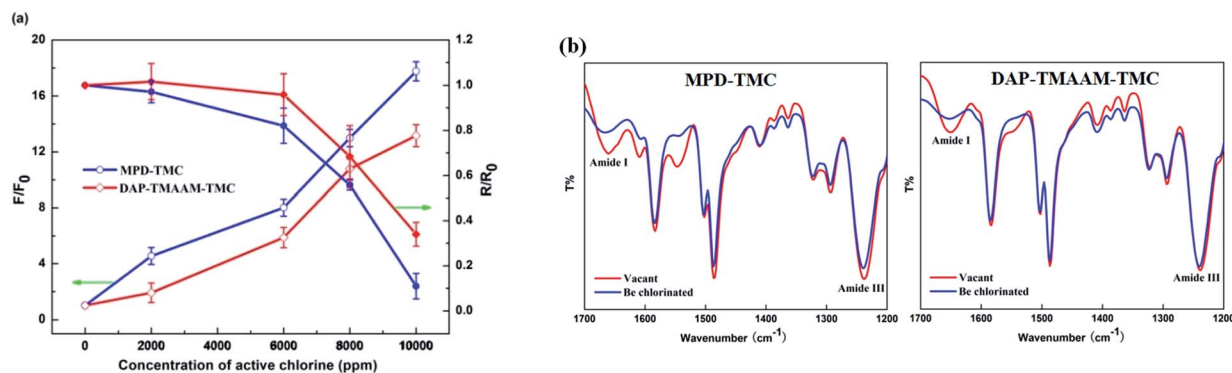 (a)
20
16
12
8
4
0
F/F0
MPD-TMC
DAP-TMAAM-TMC
1.2
1.0
0.8
0.6
0.4
0.2
0.0
R/R0
0 2000 4000 6000 8000 10000
Concentration of active chlorine (ppm)
(b)
MPD-TMC
Amide I
T%
Vacant
Be chlorinated
Amide III
1700 1600 1500 1400 1300 1200
Wavenumber (cm-1)
DAP-TMAAM-TMC
Amide I
T%
Vacant
Be chlorinated
Amide III
1700 1600 1500 1400 1300 1200
Wavenumber (cm-1)